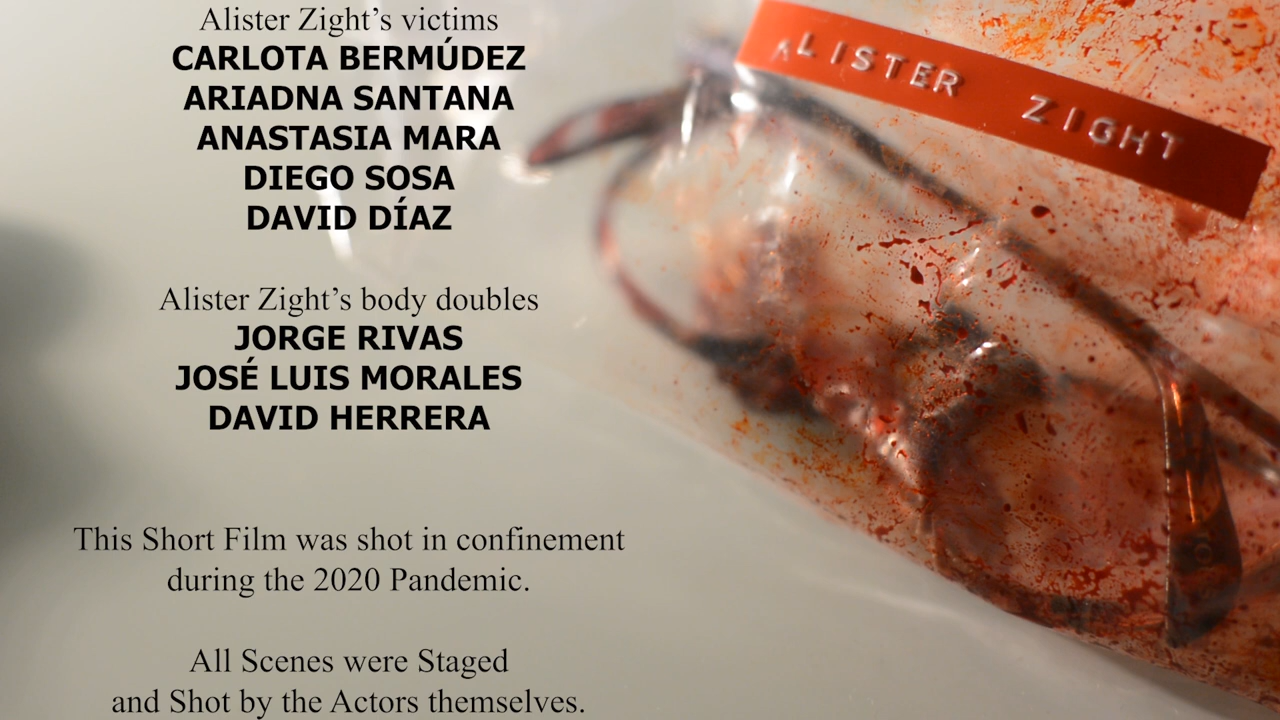 Alister Zight’s victims
CARLOTA BERMÚDEZ
ARIADNA SANTANA
ANASTASIA MARA
DIEGO SOSA
DAVID DÍAZ
Alister Zight’s body doubles
JORGE RIVAS
JOSÉ LUIS MORALES
DAVID HERRERA
This Short Film was shot in confinement
during the 2020 Pandemic.
All Scenes were Staged
and Shot by the Actors themselves.
ALISTER ZIGHT